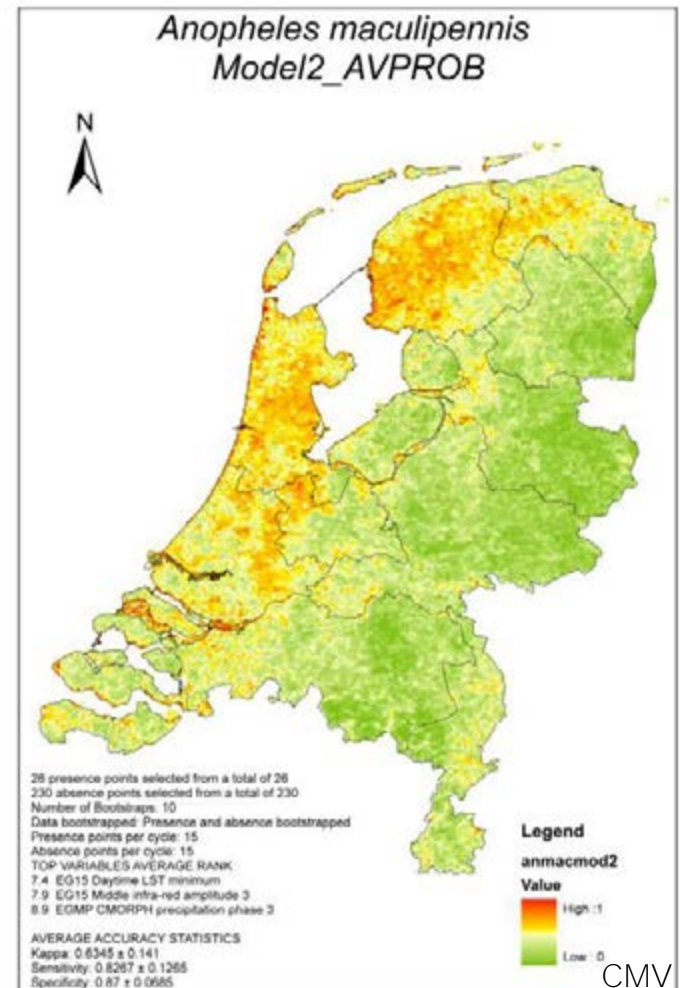 Anopheles maculipennis
Model2_AVPROB
N
26 presence points selected from a total of 26
230 absence points selected from a total of 230
Number of Bootstraps: 10
Data bootstrapped: Presence and absence bootstrapped
Presence points per cycle: 15
Absence points per cycle: 15
TOP VARIABLES AVERAGE RANK
7.4 EG15 Daytime LST minimum
7.9 EG15 Middle infra-red amplitude 3
8.9 EGMP CMORPH precipitation phase 3
AVERAGE ACCURACY STATISTICS
Kappa: 0.6345 ± 0.141
Sensitivity: 0.8267 ± 0.1265
Specificity: 0.87 ± 0.0685
Legend
anmacmod2
Value
High :1
Low : 0
CMV